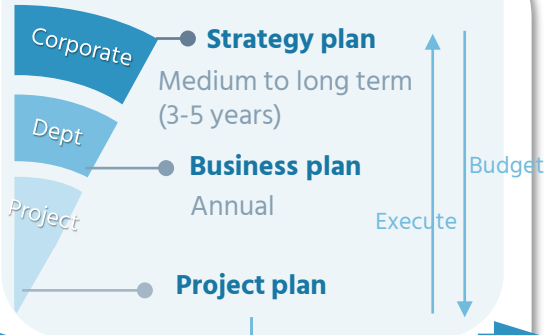 Corporate
Strategy plan
Medium to long term
(3-5 years)
Dept
Business plan
Budget
Annual
Project
Execute
Project plan